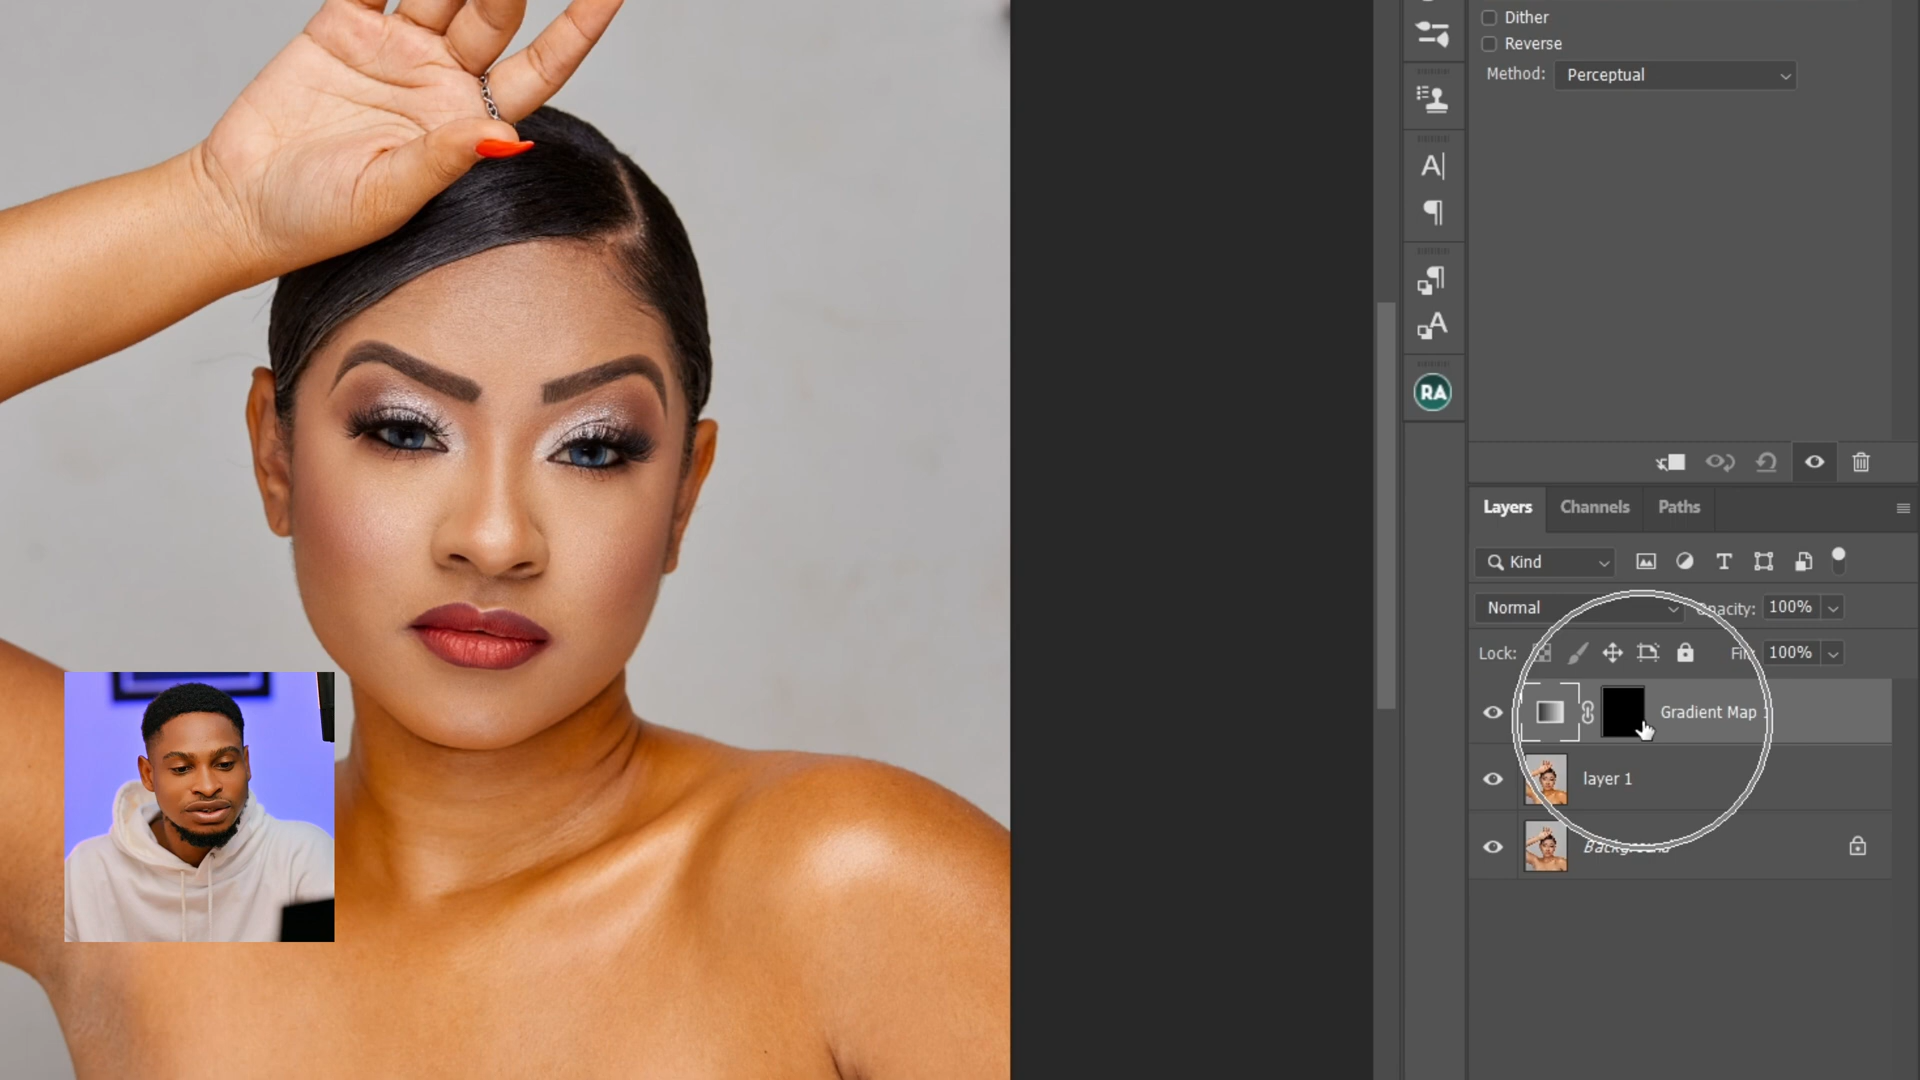 Dither
Reverse
Method: Perceptual
A
RA
Layers Channels Paths
Kind T
Normal Opacity: 100%
Lock: Fill: 100%
Gradient Map
layer 1
Background